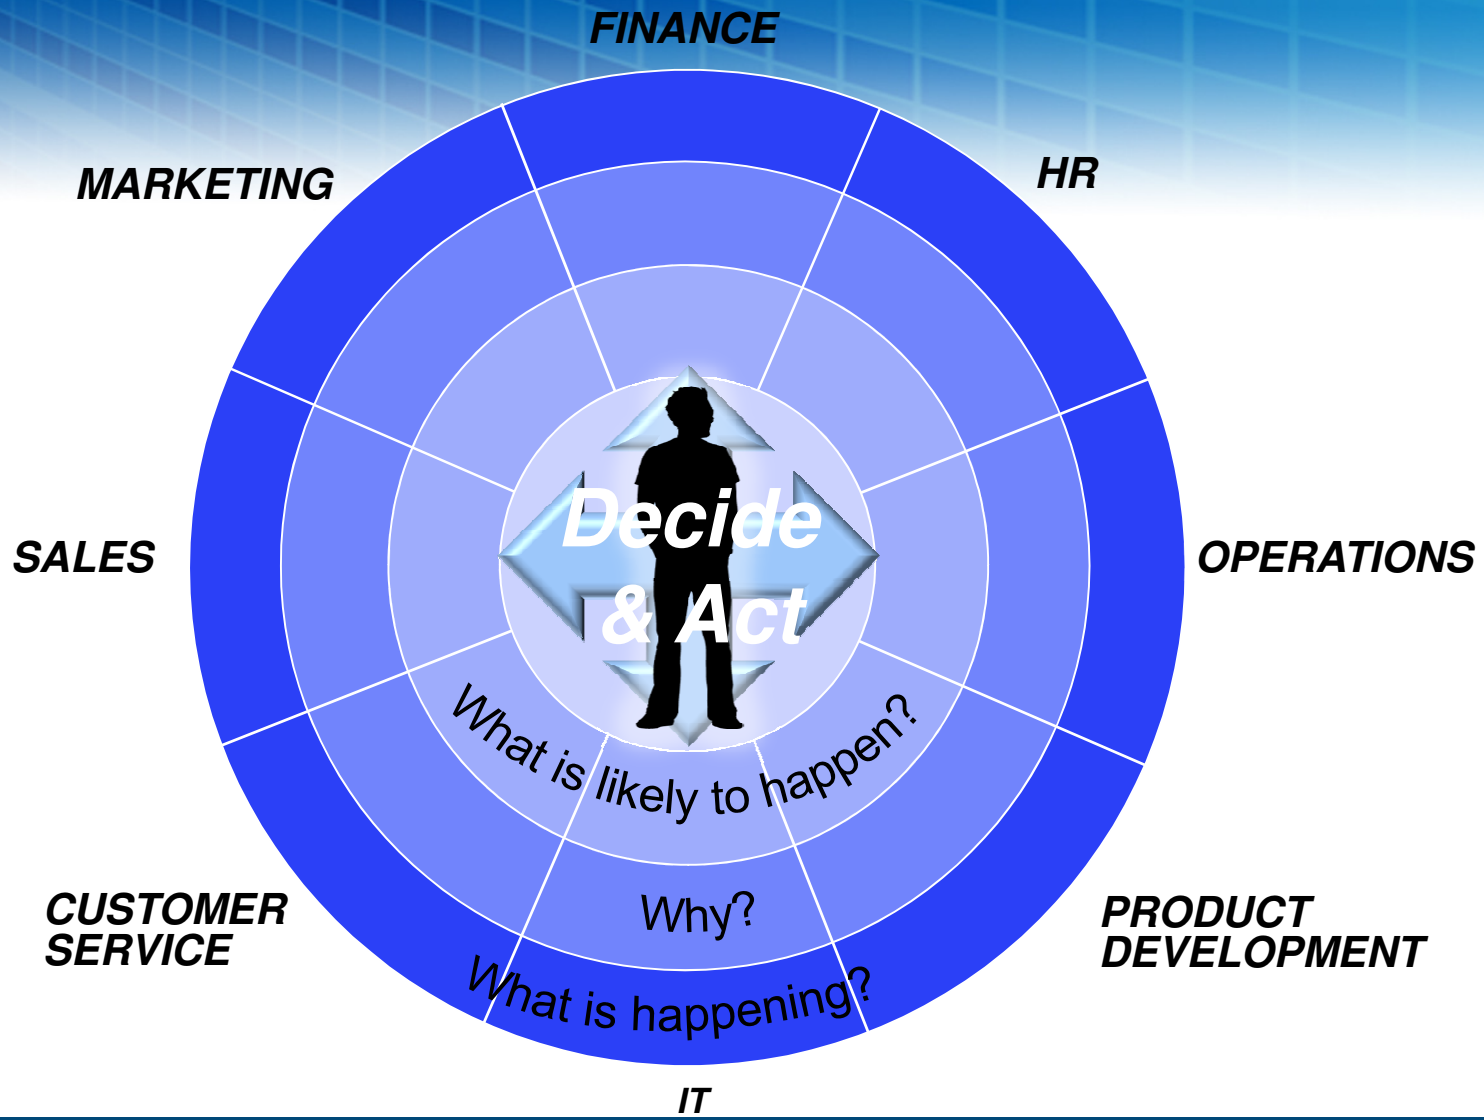 FINANCE
MARKETING
HR
SALES
OPERATIONS
Decide
& Act
What is likely to happen?
Why?
What is happening?
CUSTOMER
SERVICE
PRODUCT
DEVELOPMENT
IT